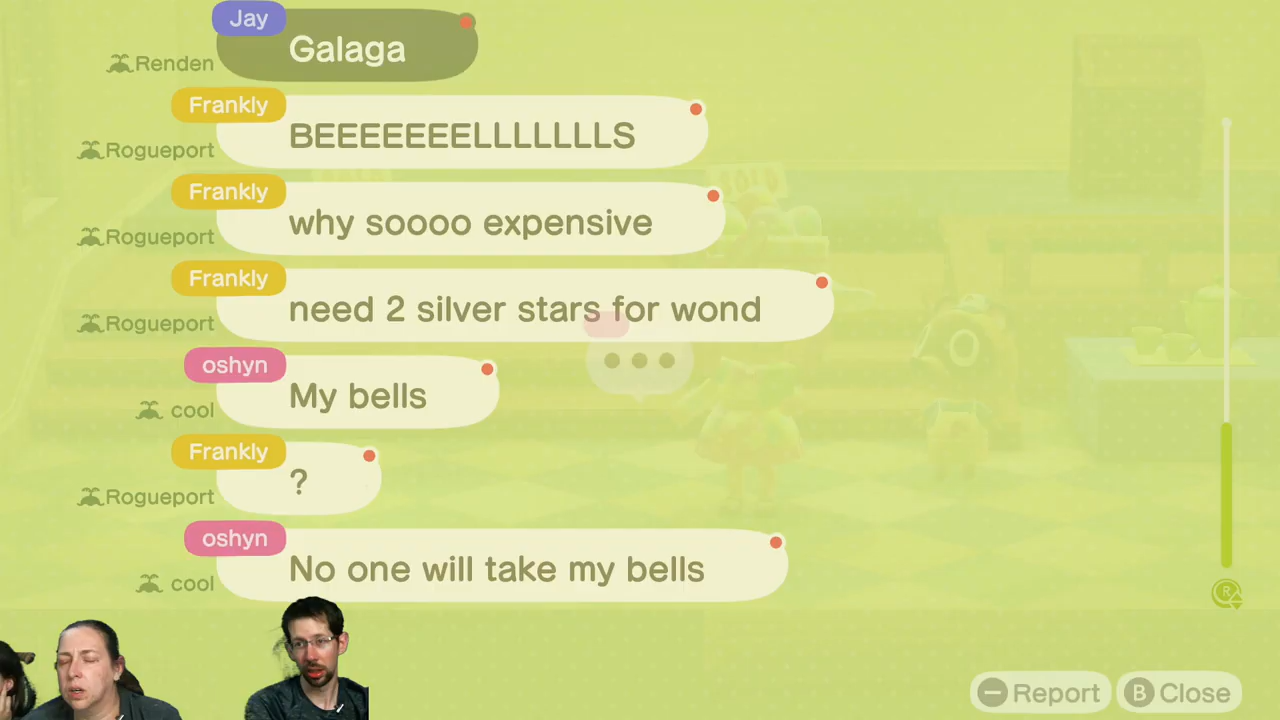 Jay
Renden
Galaga
Frankly
Rogueport
BEEEEEEELLLLLLLS
Frankly
Rogueport
why soooo expensive
Frankly
Rogueport
need 2 silver stars for wond
oshyn
cool
My bells
Frankly
Rogueport
?
oshyn
cool
No one will take my bells
R
Report
B Close